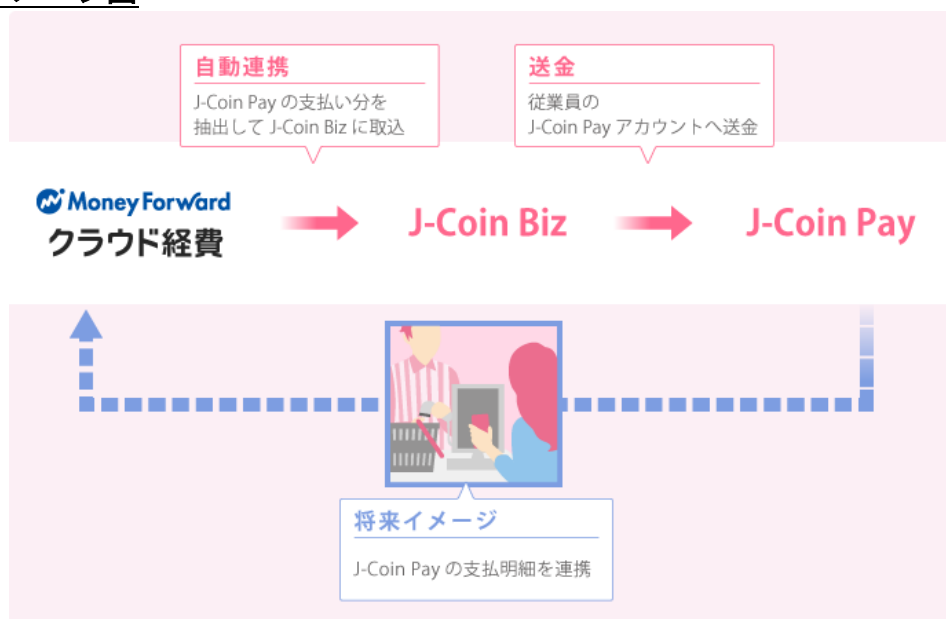 自動連携
J-Coin Pay の支払い分を
抽出して J-Coin Biz に取込
送金
従業員の
J-Coin Pay アカウントへ送金
Money Forward
クラウド経費
J-Coin Biz
J-Coin Pay
将来イメージ
J-Coin Pay の支払明細を連携